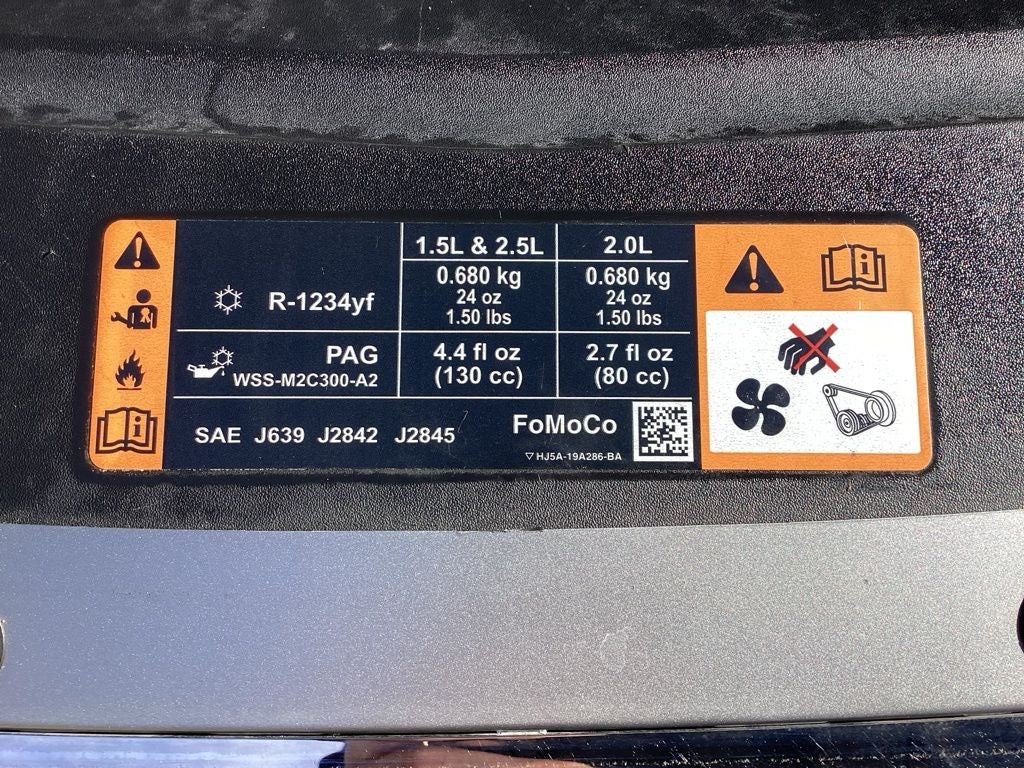 1.5L & 2.5L 2.0L
R-1234yf 0.680 kg 0.680 kg
24 oz 24 oz
1.50 lbs 1.50 lbs
PAG 4.4 fl oz 2.7 fl oz
WSS-M2C300-A2 (130 cc) (80 cc)
SAE J639 J2842 J2845 FoMoCo
HJ5A-19A286-BA